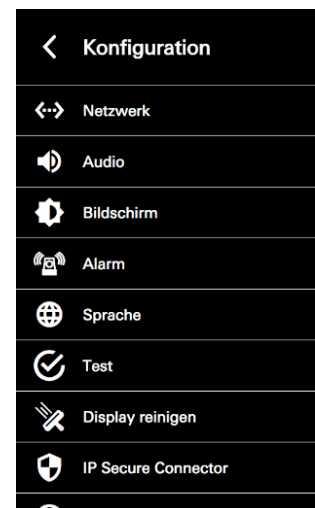 Konfiguration
Netzwerk
Audio
Bildschirm
Alarm
Sprache
Test
Display reinigen
IP Secure Connector